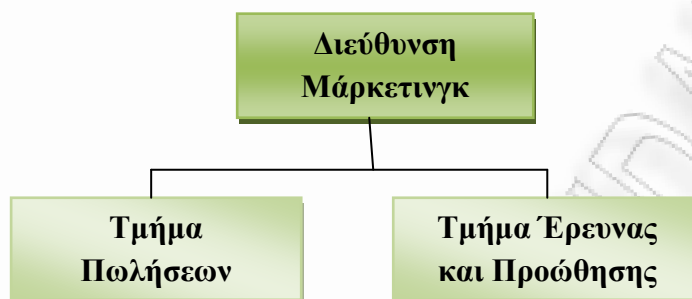 Διεύθυνση
Μάρκετινγκ
Τμήμα
Πωλήσεων
Τμήμα Έρευνας
και Προώθησης